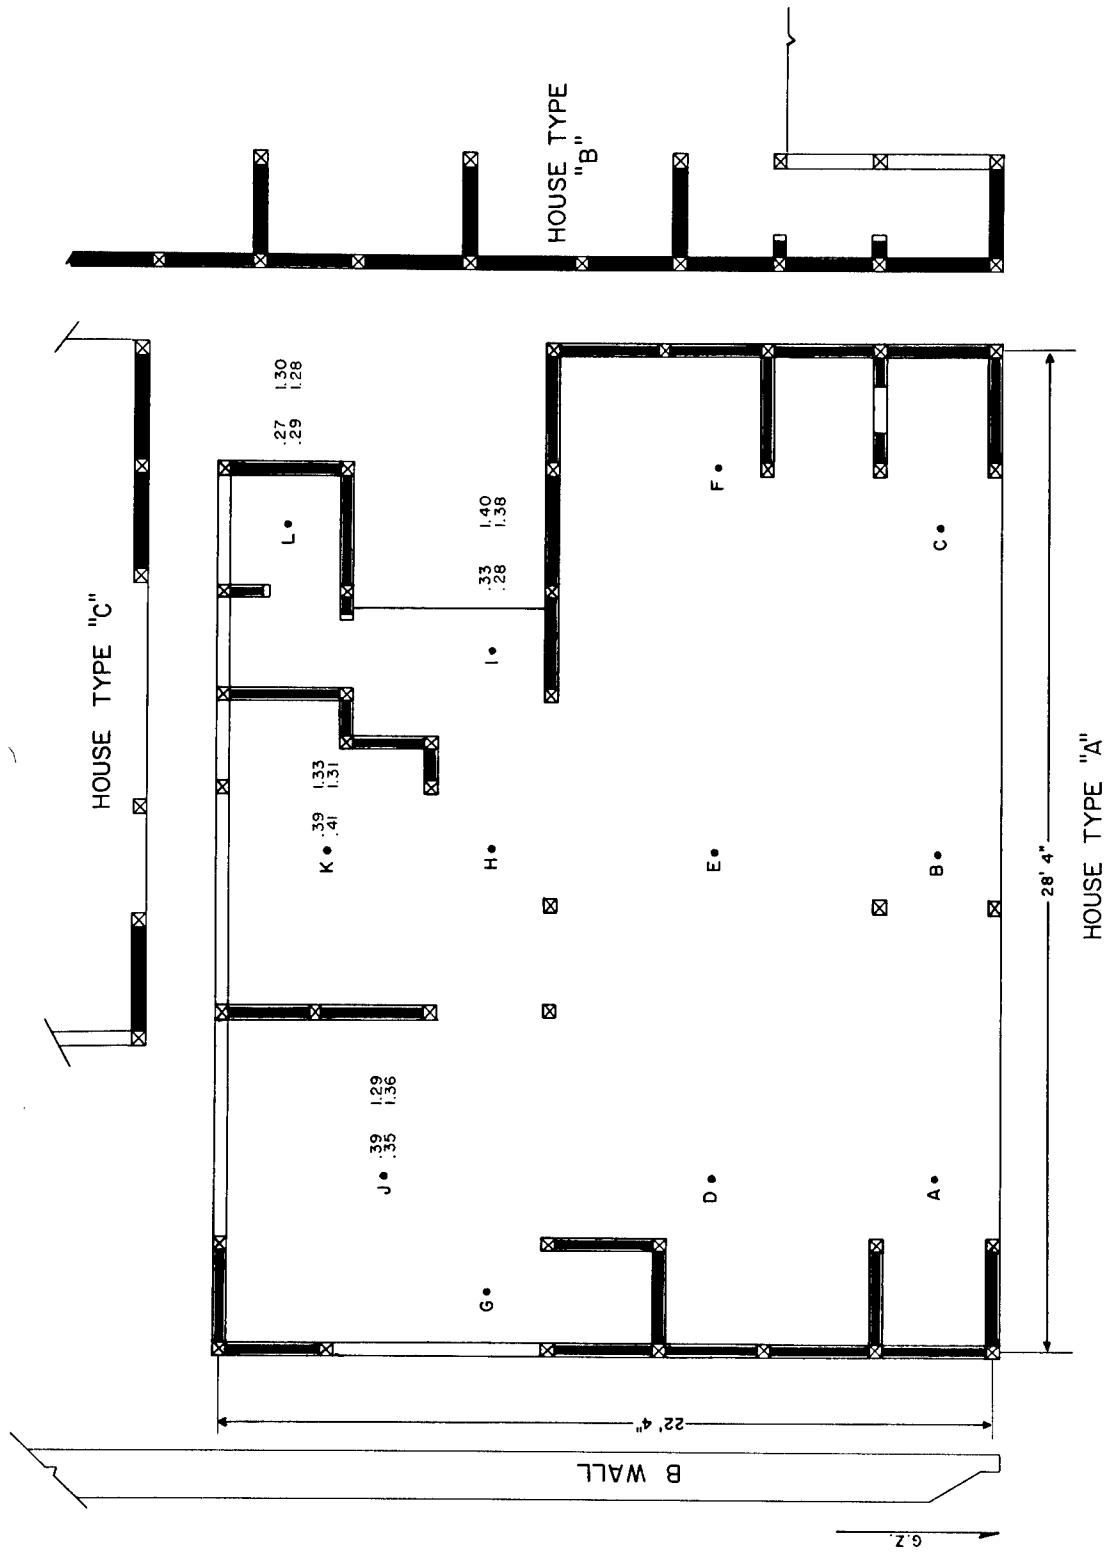 HOUSE TYPE
"B"
HOUSE TYPE "C"
.27 1.30
.29 1.28
L
.33 1.40
.28 1.38
F
C
I
K
.39 1.33
.41 1.31
H
E
B
28' 4"
HOUSE TYPE "A"
J
.39 1.29
.35 1.36
D
A
G
22' 4"
B WALL
G.Z.